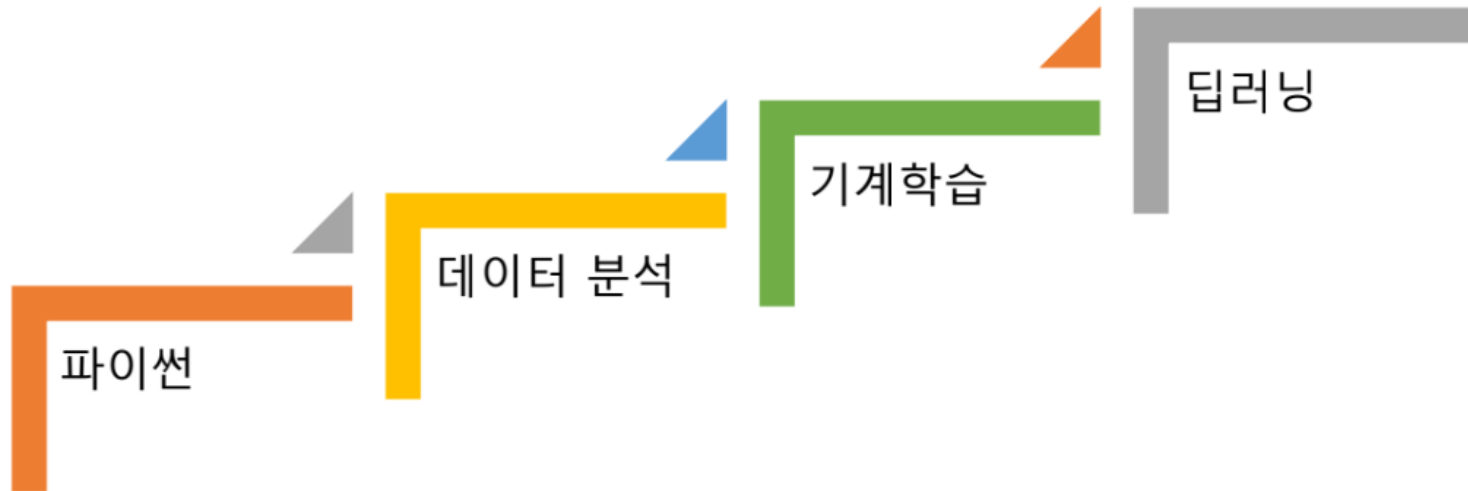 파이썬
데이터 분석
기계학습
딥러닝